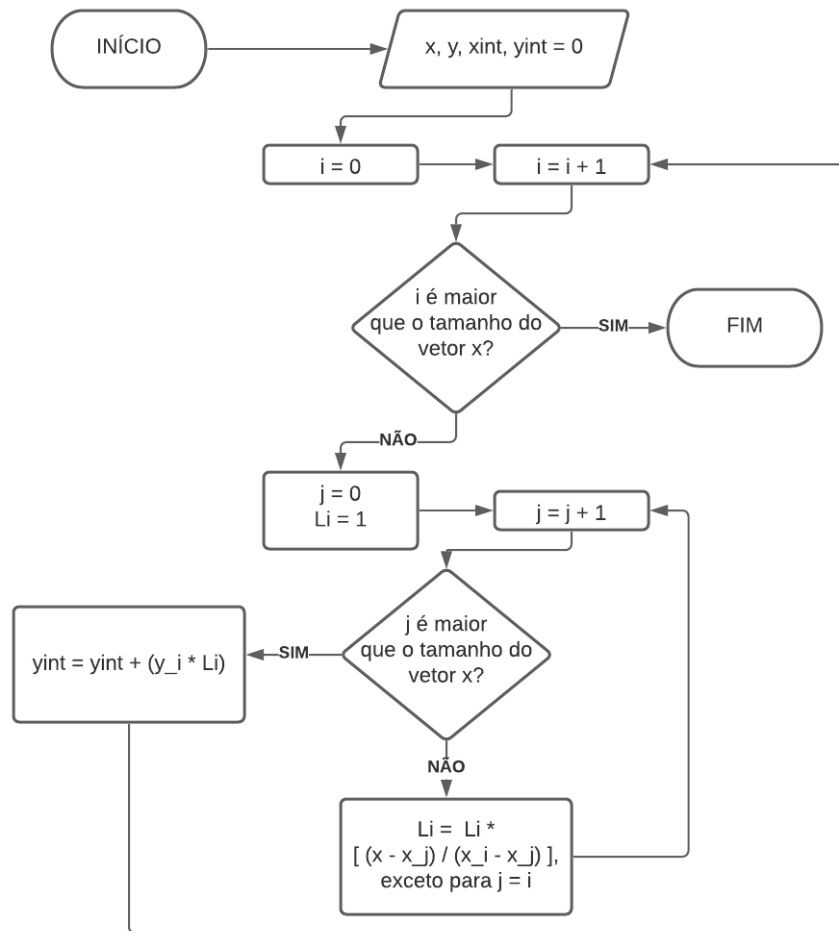 INÍCIO
x, y, xint, yint = 0
i = 0
i = i + 1
i é maior
que o tamanho do
vetor x?
SIM
FIM
NÃO
j = 0
Li = 1
j = j + 1
j é maior
que o tamanho do
vetor x?
SIM
yint = yint + (y_i * Li)
NÃO
Li = Li *
[ (x - x_j) / (x_i - x_j) ],
exceto para j = i